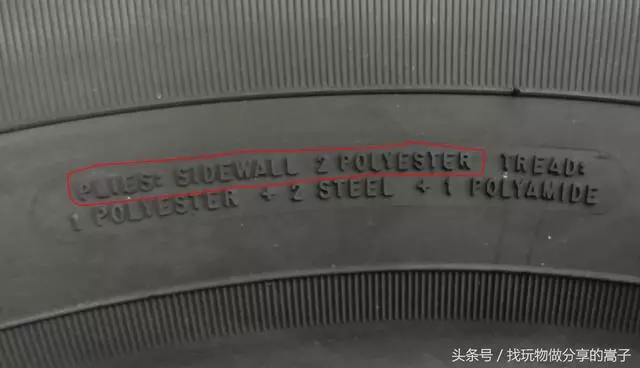 PLIES: SIDEWALL 2 POLYESTER TREAD:
1 POLYESTER + 2 STEEL + 1 POLYAMIDE
头条号 / 找玩物做分享的嵩子